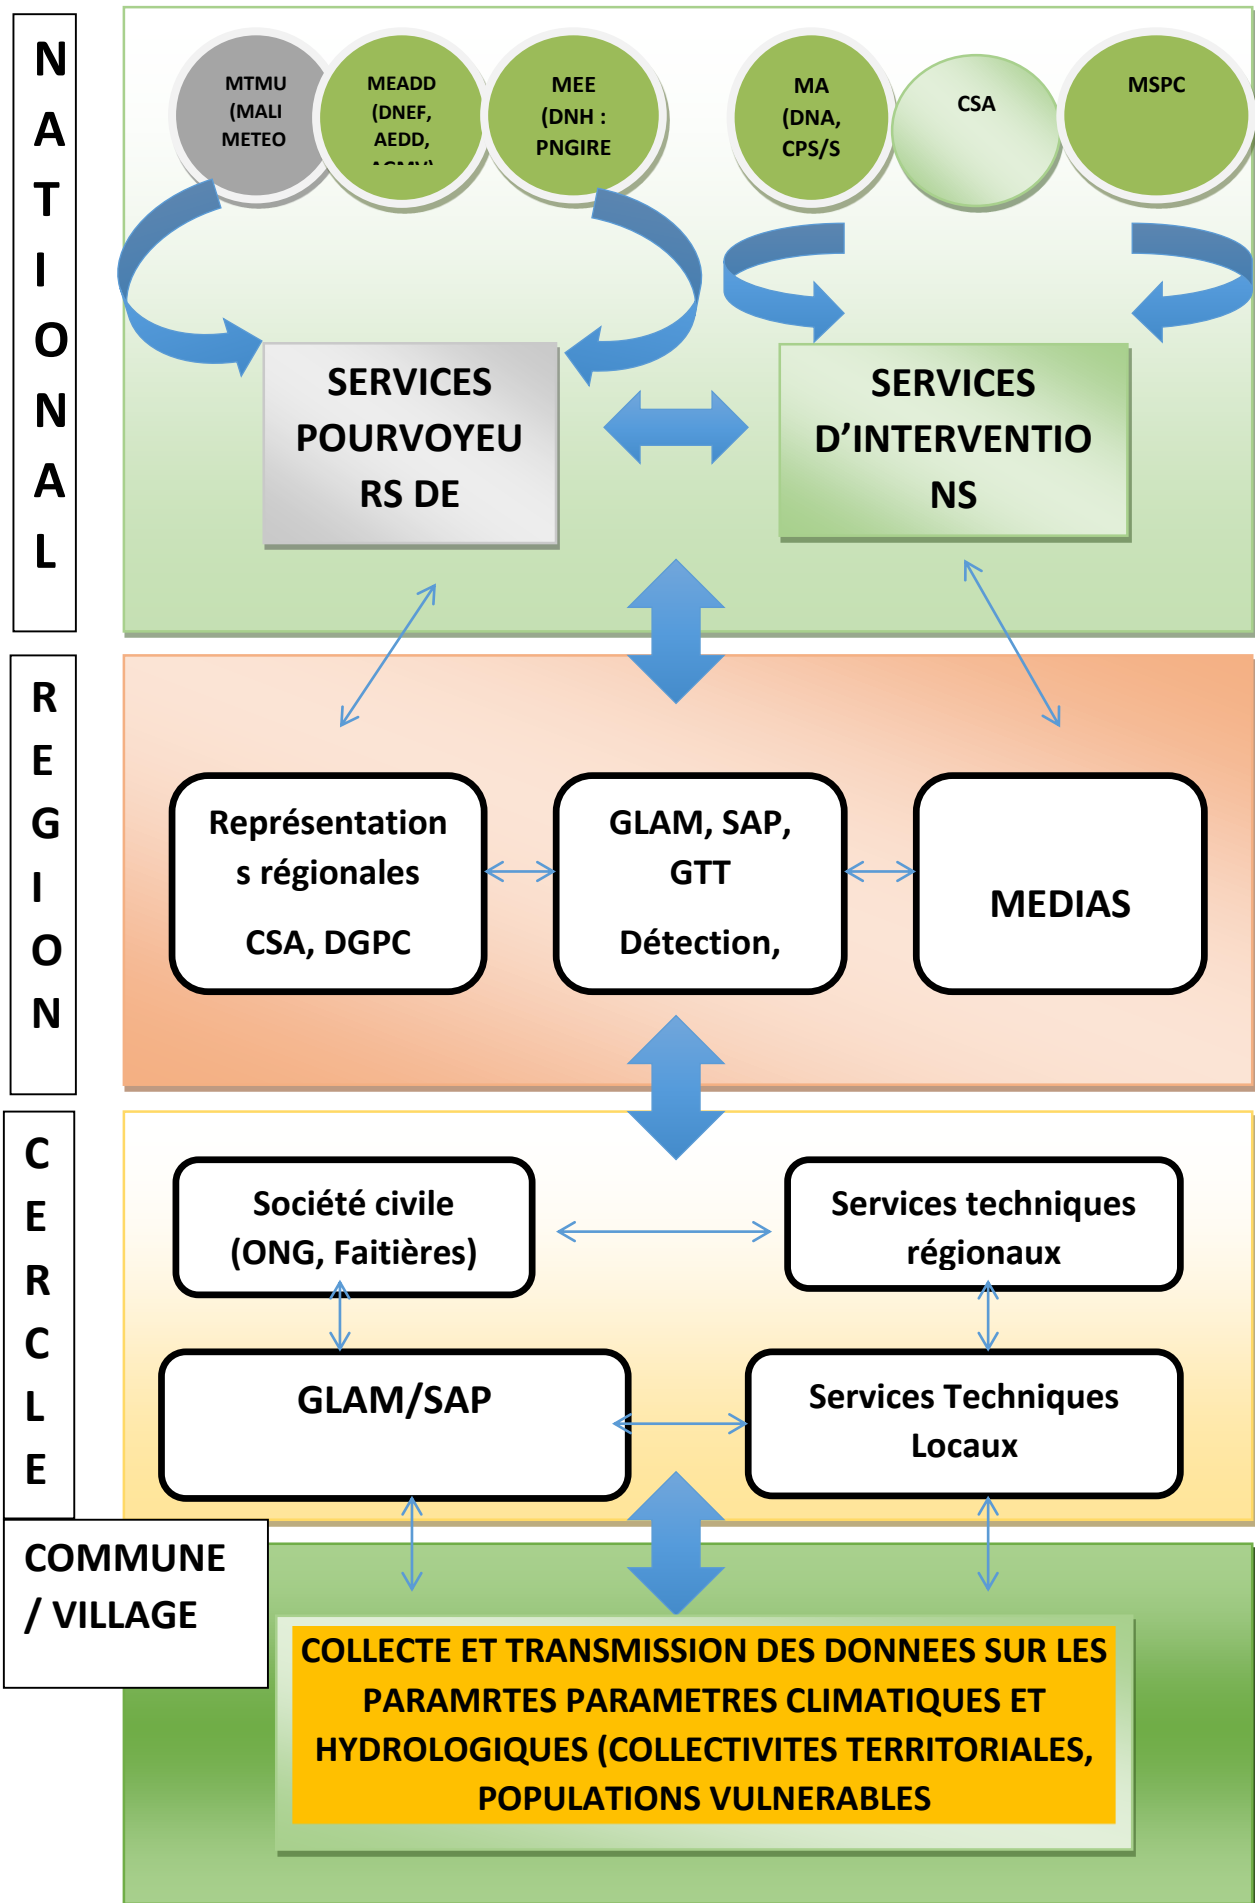 NATIONAL
MTMU
(MALI
METEO
MEADD
(DNEF,
AEDD,
MEE
(DNH :
PNGIRE
MA
(DNA,
CPS/S
CSA
MSPC
SERVICES
POURVOYEU
RS DE
SERVICES
D’INTERVENTIO
NS
REGION
Représentation
s régionales
CSA, DGPC
GLAM, SAP,
GTT
Détection,
MEDIAS
CERCLE
Société civile
(ONG, Faitières)
Services techniques
régionaux
GLAM/SAP
Services Techniques
Locaux
COMMUNE
/ VILLAGE
COLLECTE ET TRANSMISSION DES DONNEES SUR LES
PARAMRTES PARAMETRES CLIMATIQUES ET
HYDROLOGIQUES (COLLECTIVITES TERRITORIALES,
POPULATIONS VULNERABLES